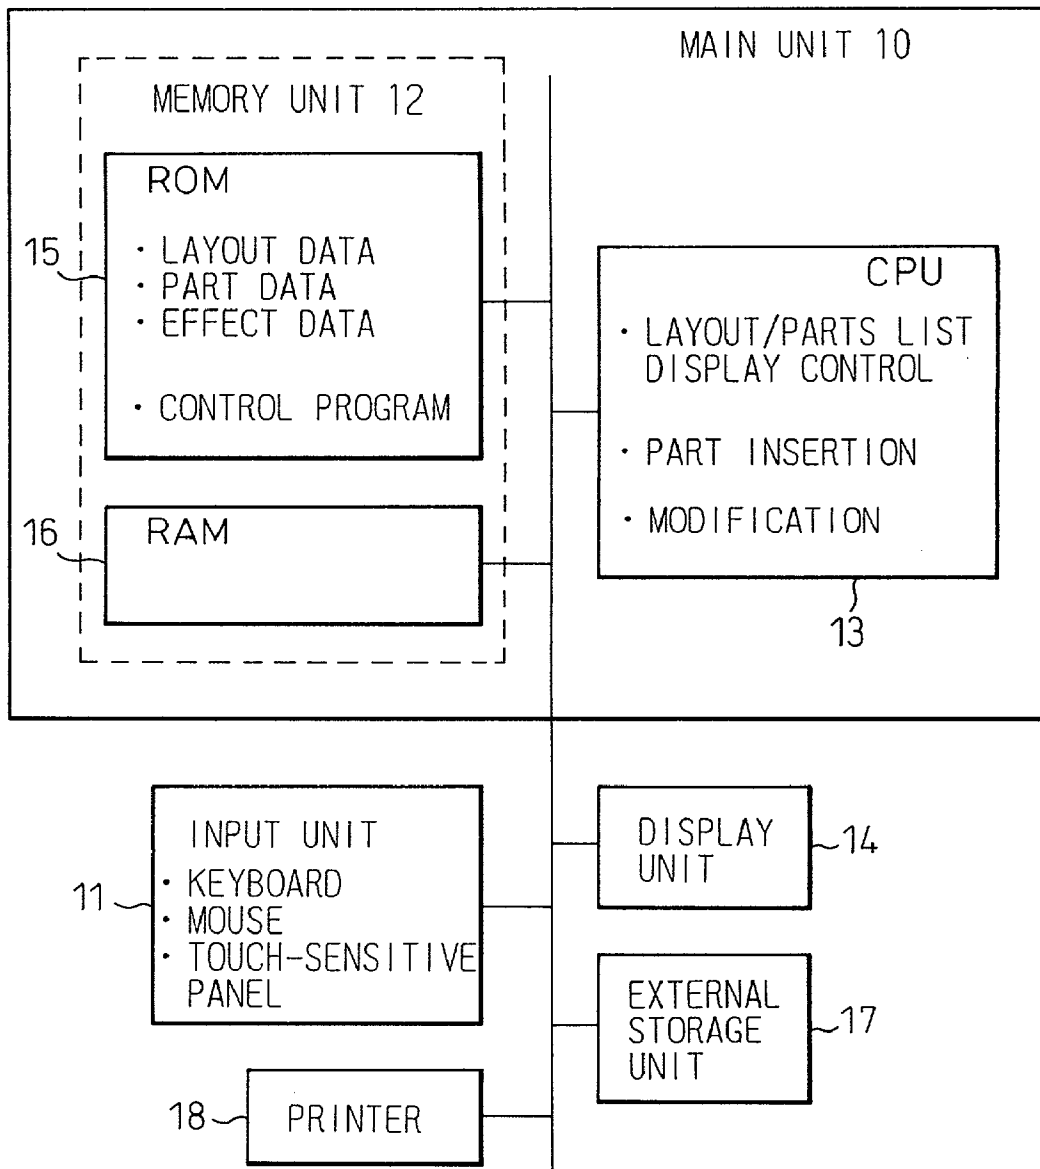 MAIN UNIT 10
MEMORY UNIT 12
ROM
· LAYOUT DATA
· PART DATA
· EFFECT DATA
· CONTROL PROGRAM
15
RAM
16
CPU
· LAYOUT/PARTS LIST
DISPLAY CONTROL
· PART INSERTION
· MODIFICATION
13
INPUT UNIT
· KEYBOARD
· MOUSE
· TOUCH-SENSITIVE
PANEL
11
DISPLAY
UNIT
14
EXTERNAL
STORAGE
UNIT
17
PRINTER
18